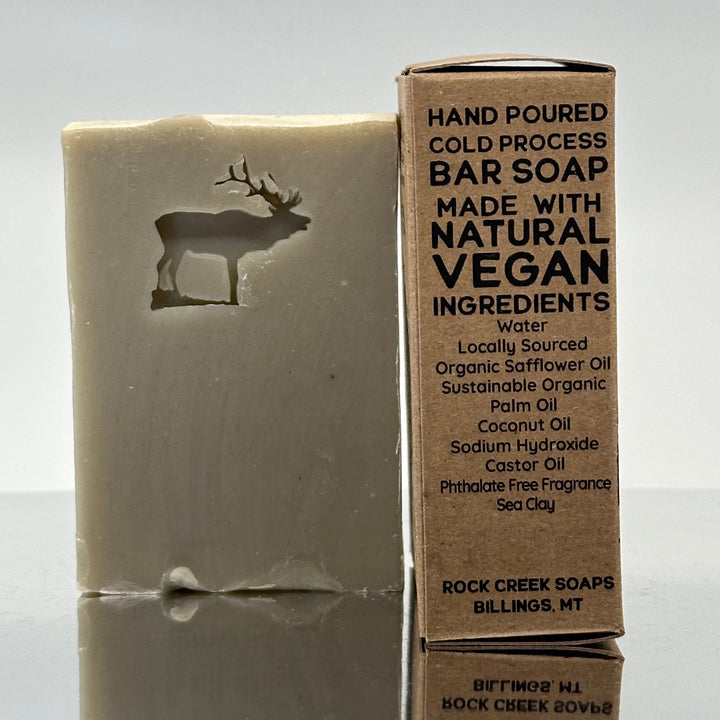 HAND POURED
COLD PROCESS
BAR SOAP
MADE WITH
NATURAL
VEGAN
INGREDIENTS
Water
Locally Sourced
Organic Safflower Oil
Sustainable Organic
Palm Oil
Coconut Oil
Sodium Hydroxide
Castor Oil
Phthalate Free Fragrance
Sea Clay
ROCK CREEK SOAPS
BILLINGS, MT